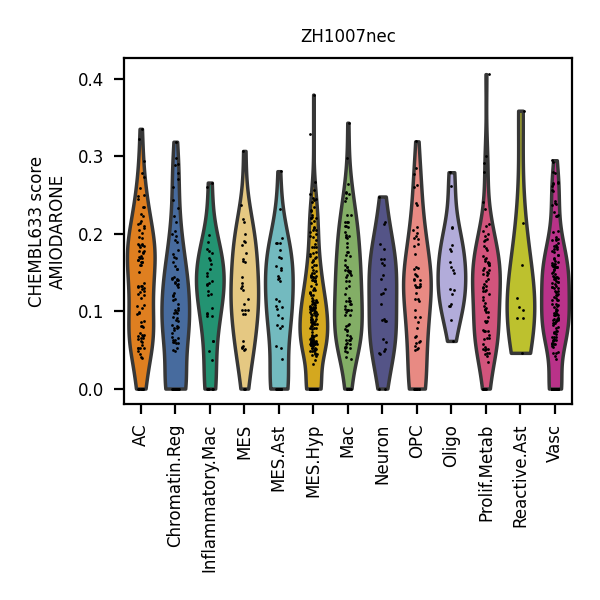 ZH1007nec
CHEMBL633 score
AMIODARONE
0.4
0.3
0.2
0.1
0.0
AC
Chromatin.Reg
Inflammatory.Mac
MES
MES.Ast
MES.Hyp
Mac
Neuron
OPC
Oligo
Prolif.Metab
Reactive.Ast
Vasc